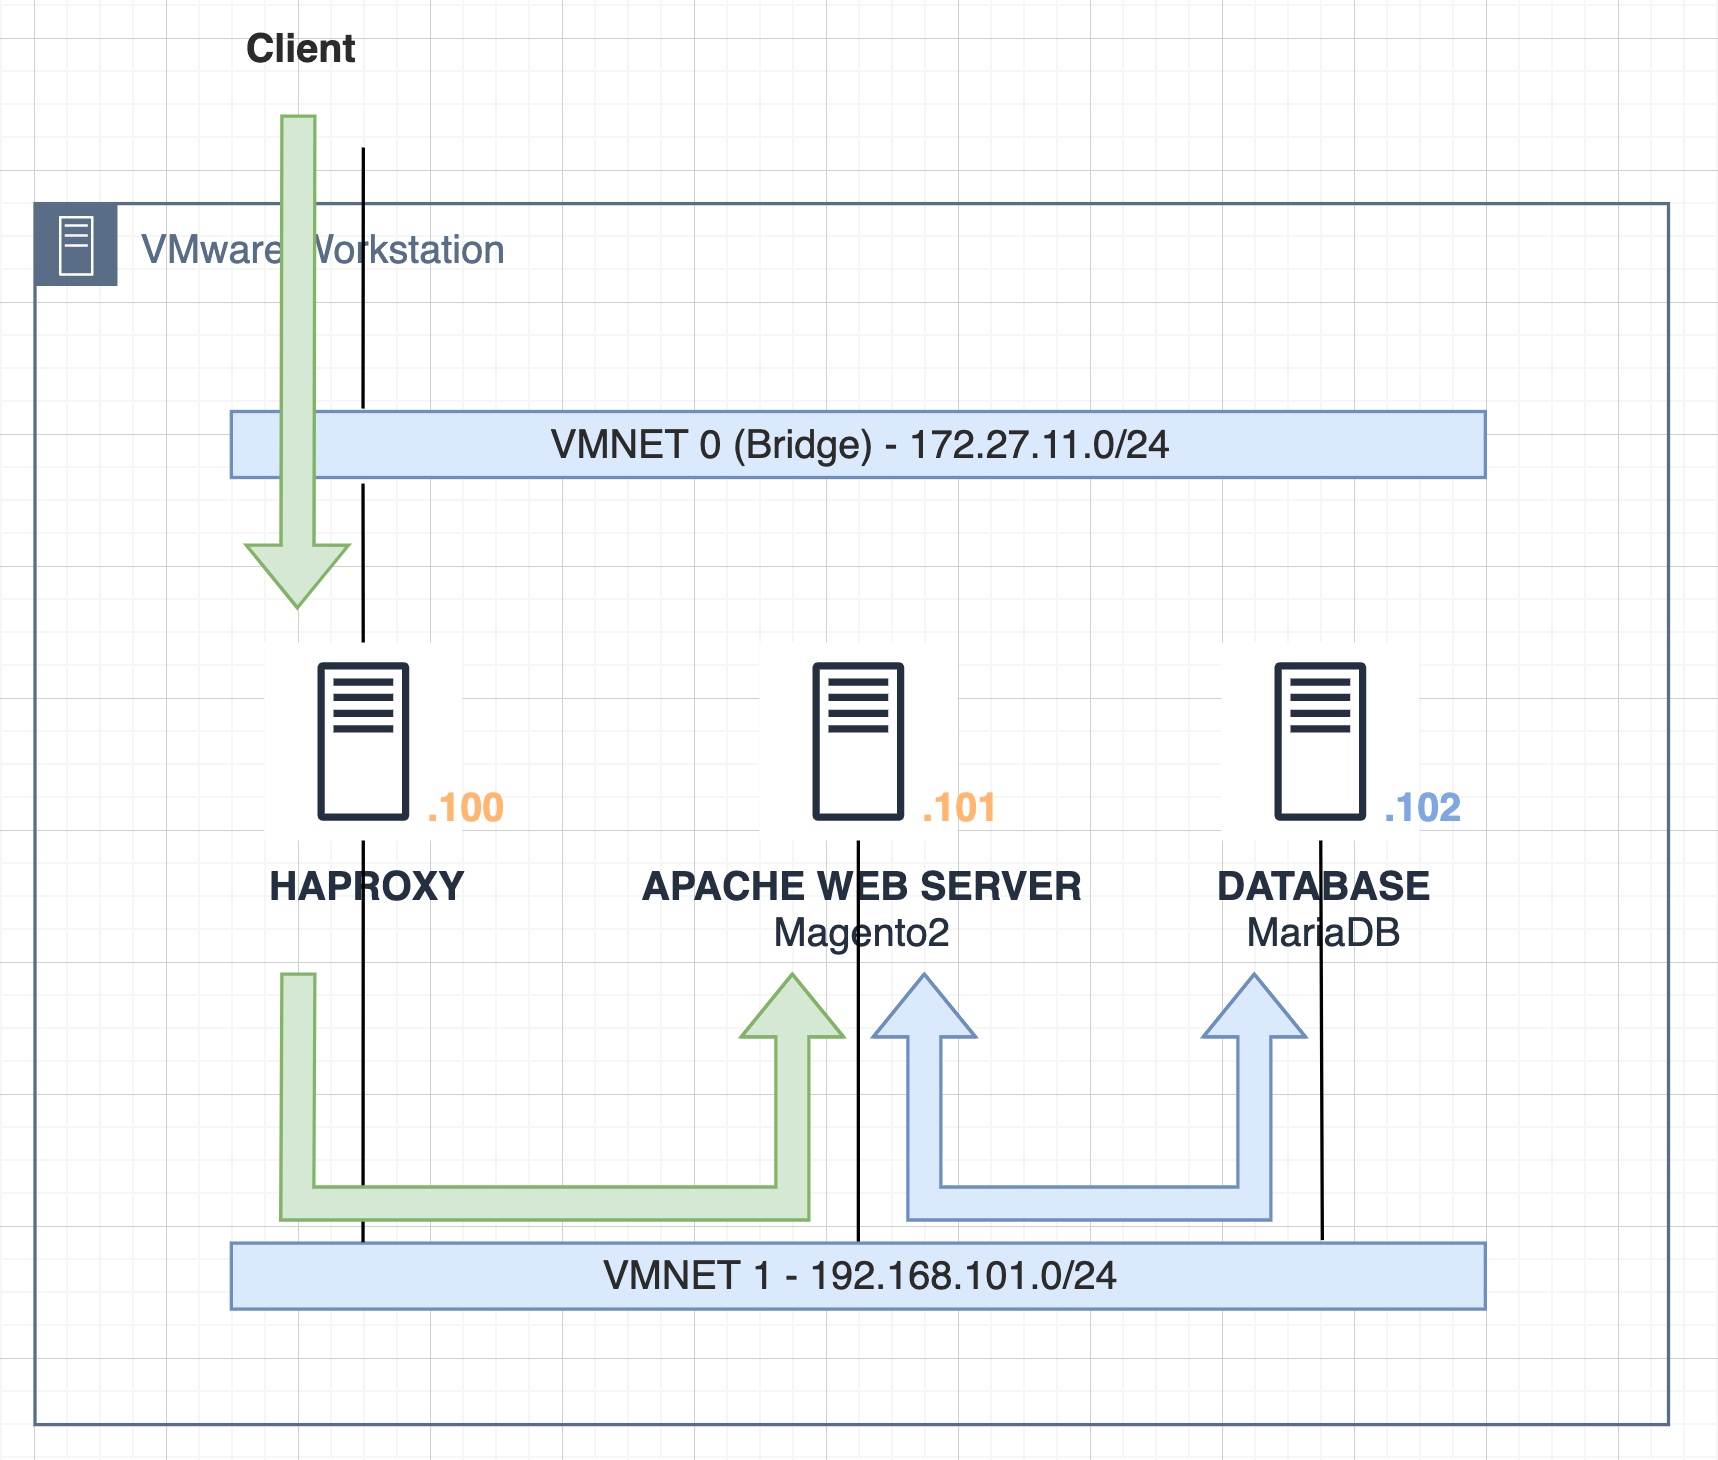 Client
VMware Workstation
VMNET 0 (Bridge) - 172.27.11.0/24
.100
.101
.102
HAPROXY
APACHE WEB SERVER
Magento2
DATABASE
MariaDB
VMNET 1 - 192.168.101.0/24